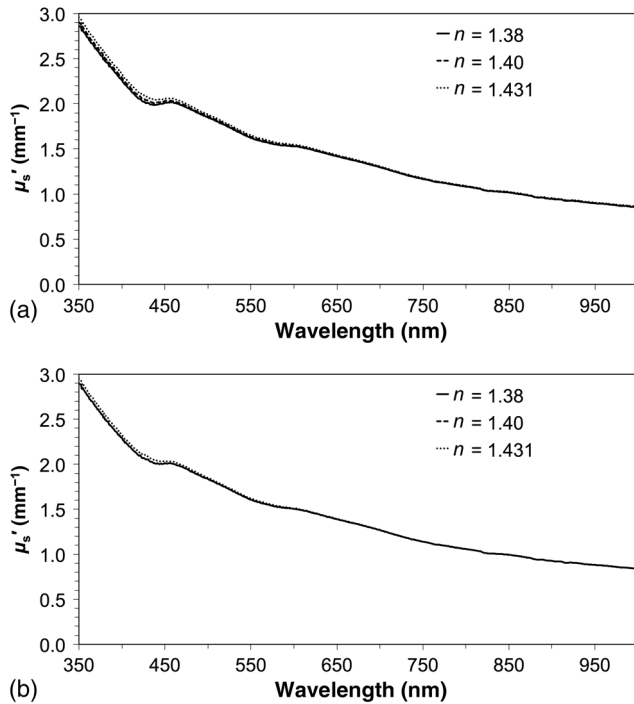 3.0
2.5
2.0
1.5
1.0
0.5
0.0
μs′ (mm⁻¹)
n = 1.38
n = 1.40
n = 1.431
350 450 550 650 750 850 950
Wavelength (nm)
(a)
3.0
2.5
2.0
1.5
1.0
0.5
0.0
μs′ (mm⁻¹)
n = 1.38
n = 1.40
n = 1.431
350 450 550 650 750 850 950
Wavelength (nm)
(b)